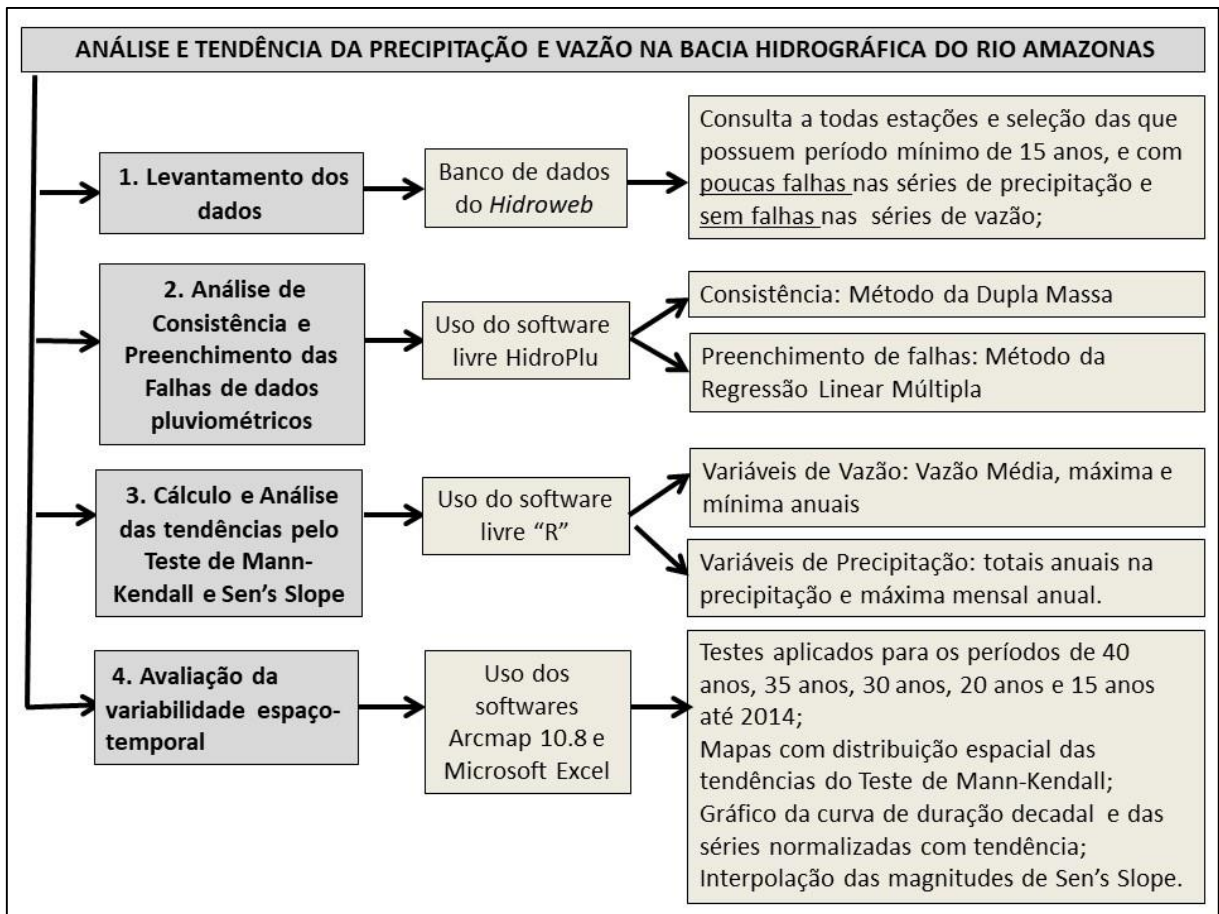 ANÁLISE E TENDÊNCIA DA PRECIPITAÇÃO E VAZÃO NA BACIA HIDROGRÁFICA DO RIO AMAZONAS
1. Levantamento dos
dados
Banco de dados
do Hidroweb
Consulta a todas estações e seleção das que
possuem período mínimo de 15 anos, e com
poucas falhas nas séries de precipitação e
sem falhas nas séries de vazão;
2. Análise de
Consistência e
Preenchimento das
Falhas de dados
pluviométricos
Uso do software
livre HidroPlu
Consistência: Método da Dupla Massa
Preenchimento de falhas: Método da
Regressão Linear Múltipla
3. Cálculo e Análise
das tendências pelo
Teste de Mann-
Kendall e Sen’s Slope
Uso do software
livre “R”
Variáveis de Vazão: Vazão Média, máxima e
mínima anuais
Variáveis de Precipitação: totais anuais na
precipitação e máxima mensal anual.
4. Avaliação da
variabilidade espaço-
temporal
Uso dos
softwares
Arcmap 10.8 e
Microsoft Excel
Testes aplicados para os períodos de 40
anos, 35 anos, 30 anos, 20 anos e 15 anos
até 2014;
Mapas com distribuição espacial das
tendências do Teste de Mann-Kendall;
Gráfico da curva de duração decadal e das
séries normalizadas com tendência;
Interpolação das magnitudes de Sen’s Slope.